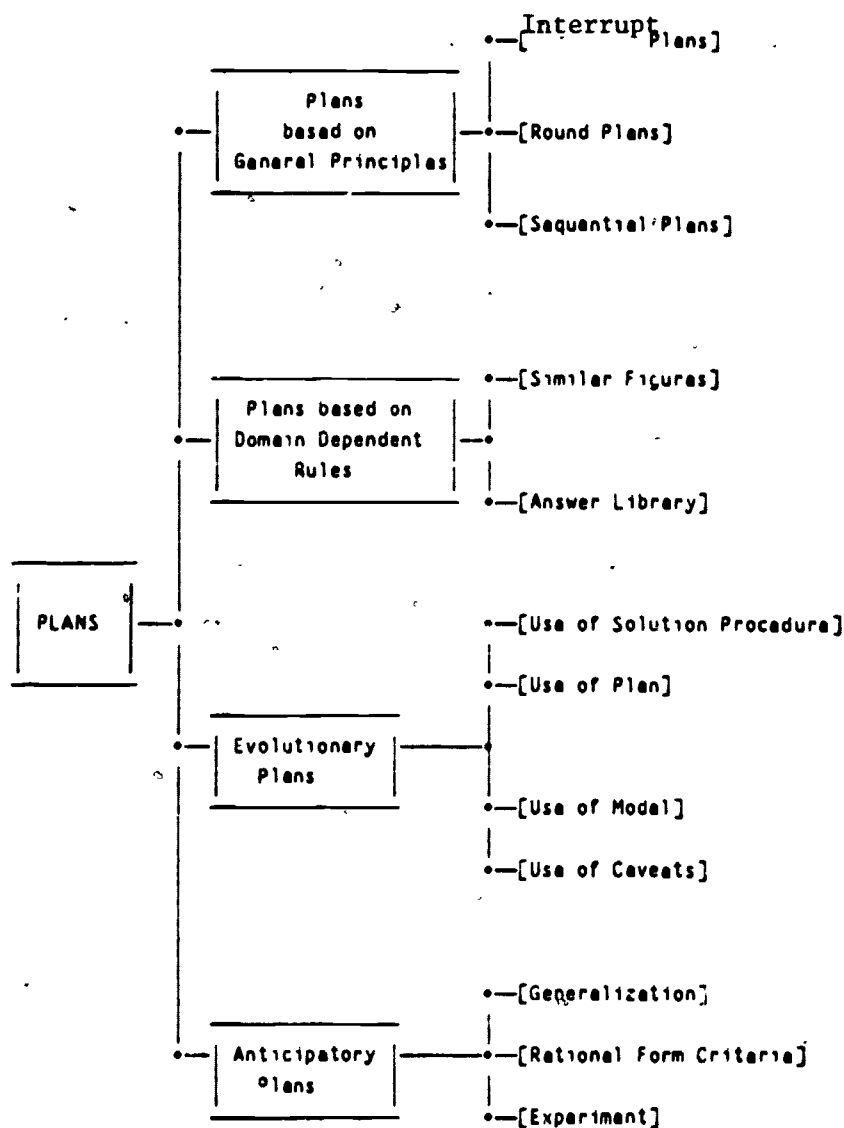 Interrupt
[ Plans]
Plans
based on
General Principles
[Round Plans]
[Sequential Plans]
[Similar Figures]
Plans based on
Domain Dependent
Rules
[Answer Library]
PLANS
[Use of Solution Procedure]
[Use of Plan]
Evolutionary
Plans
[Use of Model]
[Use of Caveats]
[Generalization]
Anticipatory
Plans
[Rational Form Criteria]
[Experiment]